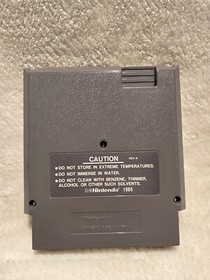 CAUTION REV-A
●DO NOT STORE IN EXTREME TEMPERATURES.
●DO NOT IMMERSE IN WATER.
●DO NOT CLEAN WITH BENZENE, THINNER,
ALCOHOL OR OTHER SUCH SOLVENTS.
©®Nintendo 1985